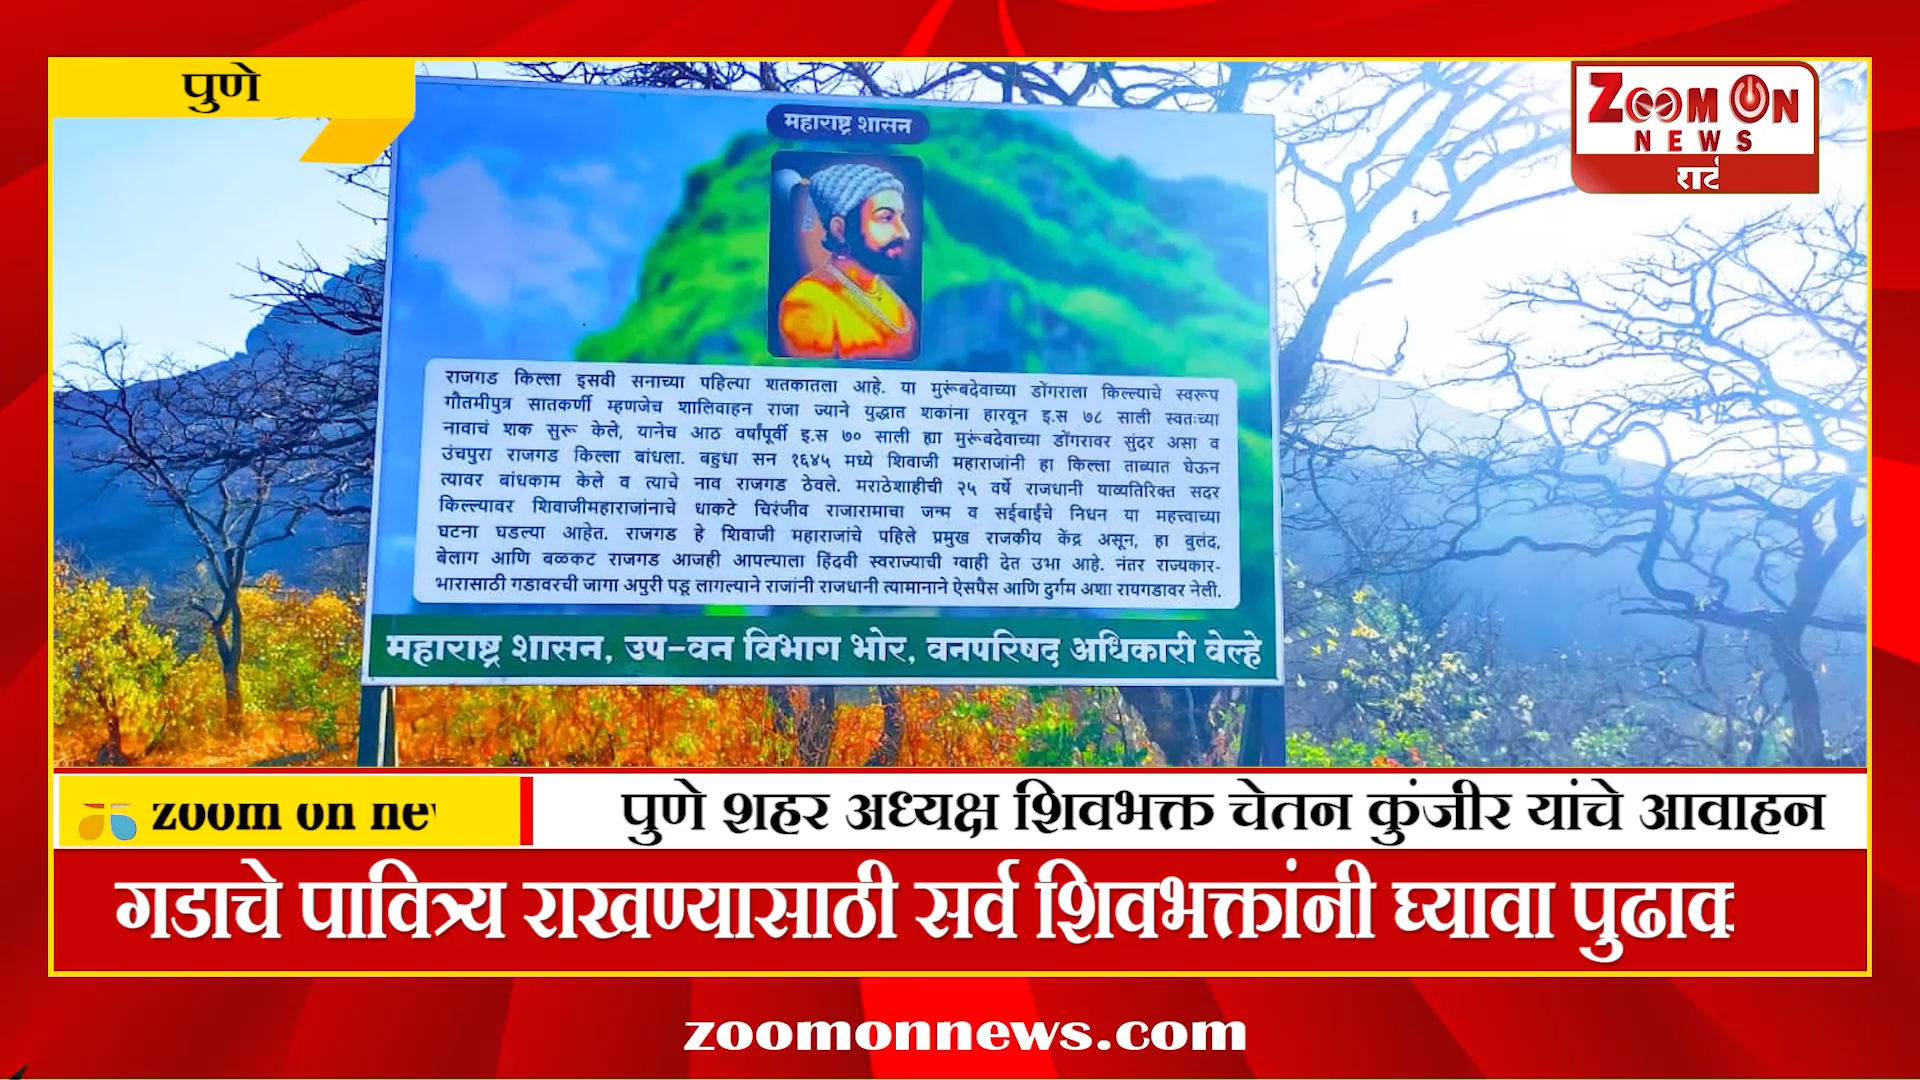 पुणे
ZOOM ON
NEWS
महाराष्ट्र शासन
राजगड किल्ला इसवी सनाच्या पहिल्या शतकातला आहे. या मुरूंबदेवाच्या डोंगराला किल्ल्याचे स्वरूप
गौतमीपुत्र सातकर्णी म्हणजेच शालिवाहन राजा ज्याने युद्धात शकांना हारवून इ.स ७८ साली स्वतःच्या
नावाचं शक सुरू केले, यानेच आठ वर्षांपूर्वी इ.स ७० साली ह्या मुरूंबदेवाच्या डोंगरावर सुंदर असा व
उंचपुरा राजगड किल्ला बांधला. बहुधा सन १६४५ मध्ये शिवाजी महाराजांनी हा किल्ला ताब्यात घेऊन
त्यावर बांधकाम केले व त्याचे नाव राजगड ठेवले. मराठेशाहीची २५ वर्षे राजधानी याव्यतिरिक्त सदर
किल्ल्यावर शिवाजीमहाराजांनाचे धाकटे चिरंजीव राजारामाचा जन्म व सईबाईंचे निधन या महत्त्वाच्या
घटना घडल्या आहेत. राजगड हे शिवाजी महाराजांचे पहिले प्रमुख राजकीय केंद्र असून, हा बुलंद,
बेलाग आणि बळकट राजगड आजही आपल्याला हिंदवी स्वराज्याची ग्वाही देत उभा आहे. नंतर राज्यकार-
भारासाठी गडावरची जागा अपुरी पडू लागल्याने राजांनी राजधानी त्यामानाने ऐसपैस आणि दुर्गम अशा रायगडावर नेली.
महाराष्ट्र शासन, उप-वन विभाग भोर, वनपरिषद अधिकारी वेल्हे
zoom on
पुणे शहर अध्यक्ष शिवभक्त चेतन कुंजीर यांचे आवाहन
गडाचे पावित्र्य राखण्यासाठी सर्व शिवभक्तांनी घ्यावा
zoomonnews.com